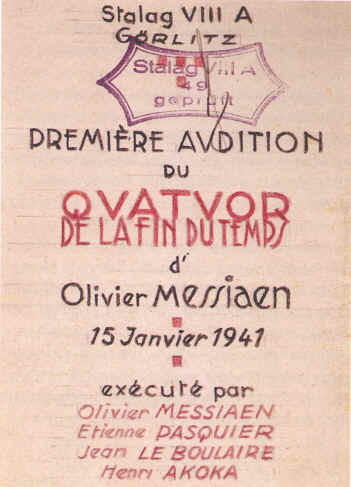 Stalag VIII A
GÖRLITZ
Stalag VIII A
49
geprüft
PREMIÈRE AVDITION
DU
QVATVOR
DE LA FIN DU TEMPS
d'
Olivier Messiaen
15 Janvier 1941
exécuté par
Olivier MESSIAEN
Etienne PASQUIER
Jean LE BOULAIRE
Henri AKOKA